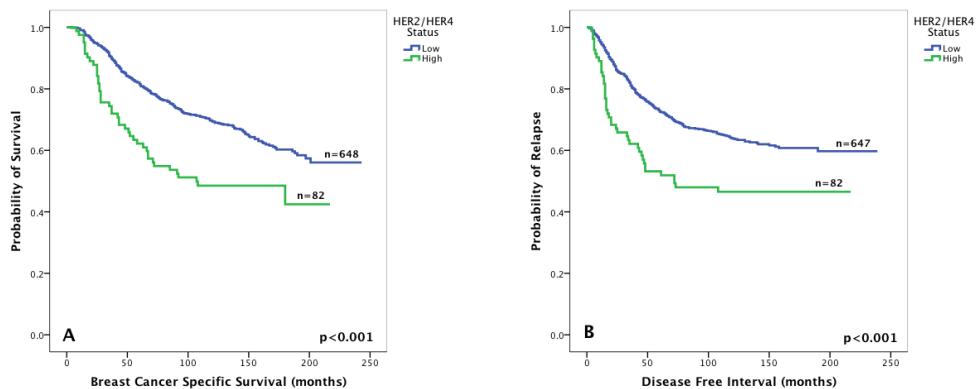 HER2/HER4
Status
Low
High
Probability of Survival
1.0
0.8
0.6
0.4
0.2
0.0
n=648
n=82
A
p<0.001
0
50
100
150
200
250
Breast Cancer Specific Survival (months)
HER2/HER4
Status
Low
High
Probability of Relapse
1.0
0.8
0.6
0.4
0.2
0.0
n=647
n=82
B
p<0.001
0
50
100
150
200
250
Disease Free Interval (months)